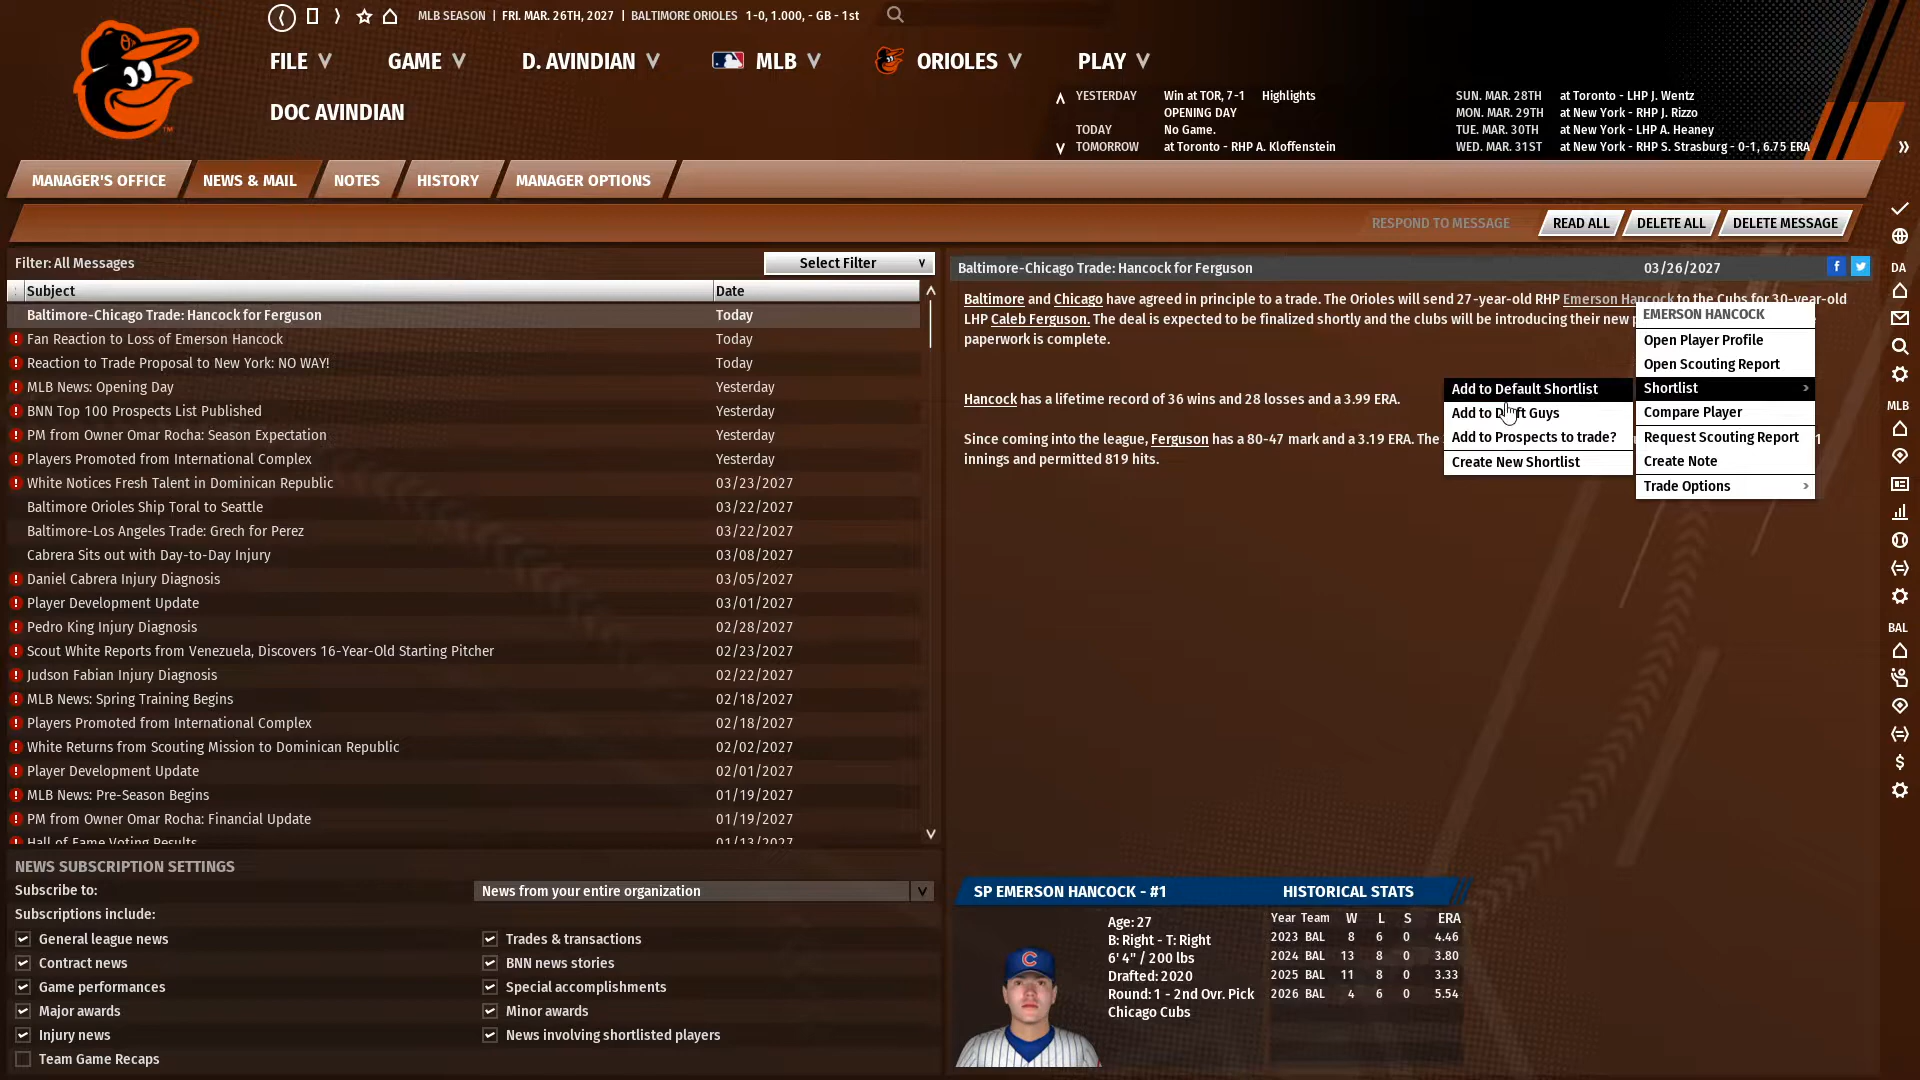 MLB SEASON | FRI. MAR. 26TH, 2027 | BALTIMORE ORIOLES 1-0, 1.000, - GB - 1st
FILE
GAME
D. AVINDIAN
MLB
ORIOLES
PLAY
DOC AVINDIAN
YESTERDAY Win at TOR, 7-1 Highlights
OPENING DAY
TODAY No Game.
TOMORROW at Toronto - RHP A. Kloffenstein
SUN. MAR. 28TH at Toronto - LHP J. Wentz
MON. MAR. 29TH at New York - RHP J. Rizzo
TUE. MAR. 30TH at New York - LHP A. Heaney
WED. MAR. 31ST at New York - RHP S. Strasburg - 0-1, 6.75 ERA
MANAGER'S OFFICE
NEWS & MAIL
NOTES
HISTORY
MANAGER OPTIONS
RESPOND TO MESSAGE
READ ALL
DELETE ALL
DELETE MESSAGE
Filter: All Messages
Select Filter
Subject Date
Baltimore-Chicago Trade: Hancock for Ferguson Today
Fan Reaction to Loss of Emerson Hancock Today
Reaction to Trade Proposal to New York: NO WAY! Today
MLB News: Opening Day Yesterday
BNN Top 100 Prospects List Published Yesterday
PM from Owner Omar Rocha: Season Expectation Yesterday
Players Promoted from International Complex Yesterday
White Notices Fresh Talent in Dominican Republic 03/23/2027
Baltimore Orioles Ship Toral to Seattle 03/22/2027
Baltimore-Los Angeles Trade: Grech for Perez 03/22/2027
Cabrera Sits out with Day-to-Day Injury 03/08/2027
Daniel Cabrera Injury Diagnosis 03/05/2027
Player Development Update 03/01/2027
Pedro King Injury Diagnosis 02/28/2027
Scout White Reports from Venezuela, Discovers 16-Year-Old Starting Pitcher 02/23/2027
Judson Fabian Injury Diagnosis 02/22/2027
MLB News: Spring Training Begins 02/18/2027
Players Promoted from International Complex 02/18/2027
White Returns from Scouting Mission to Dominican Republic 02/02/2027
Player Development Update 02/01/2027
MLB News: Pre-Season Begins 01/19/2027
PM from Owner Omar Rocha: Financial Update 01/19/2027
Hall of Fame Voting Results 01/13/2027
NEWS SUBSCRIPTION SETTINGS
Subscribe to: News from your entire organization
Subscriptions include:
General league news Trades & transactions
Contract news BNN news stories
Game performances Special accomplishments
Major awards Minor awards
Injury news News involving shortlisted players
Team Game Recaps
Baltimore-Chicago Trade: Hancock for Ferguson 03/26/2027
Baltimore and Chicago have agreed in principle to a trade. The Orioles will send 27-year-old RHP Emerson Hancock to the Cubs for 30-year-old
LHP Caleb Ferguson. The deal is expected to be finalized shortly and the clubs will be introducing their new
paperwork is complete.
Hancock has a lifetime record of 36 wins and 28 losses and a 3.99 ERA.
Since coming into the league, Ferguson has a 80-47 mark and a 3.19 ERA. The
innings and permitted 819 hits.
EMERSON HANCOCK
Open Player Profile
Open Scouting Report
Shortlist
Compare Player
Request Scouting Report
Create Note
Trade Options
Add to Default Shortlist
Add to Guys
Add to Prospects to trade?
Create New Shortlist
SP EMERSON HANCOCK - #1
Age: 27
B: Right - T: Right
6' 4" / 200 lbs
Drafted: 2020
Round: 1 - 2nd Ovr. Pick
Chicago Cubs
HISTORICAL STATS
Year Team W L S ERA
2023 BAL 8 6 0 4.46
2024 BAL 13 8 0 3.80
2025 BAL 11 8 0 3.33
2026 BAL 4 6 0 5.54
DA
MLB
BAL